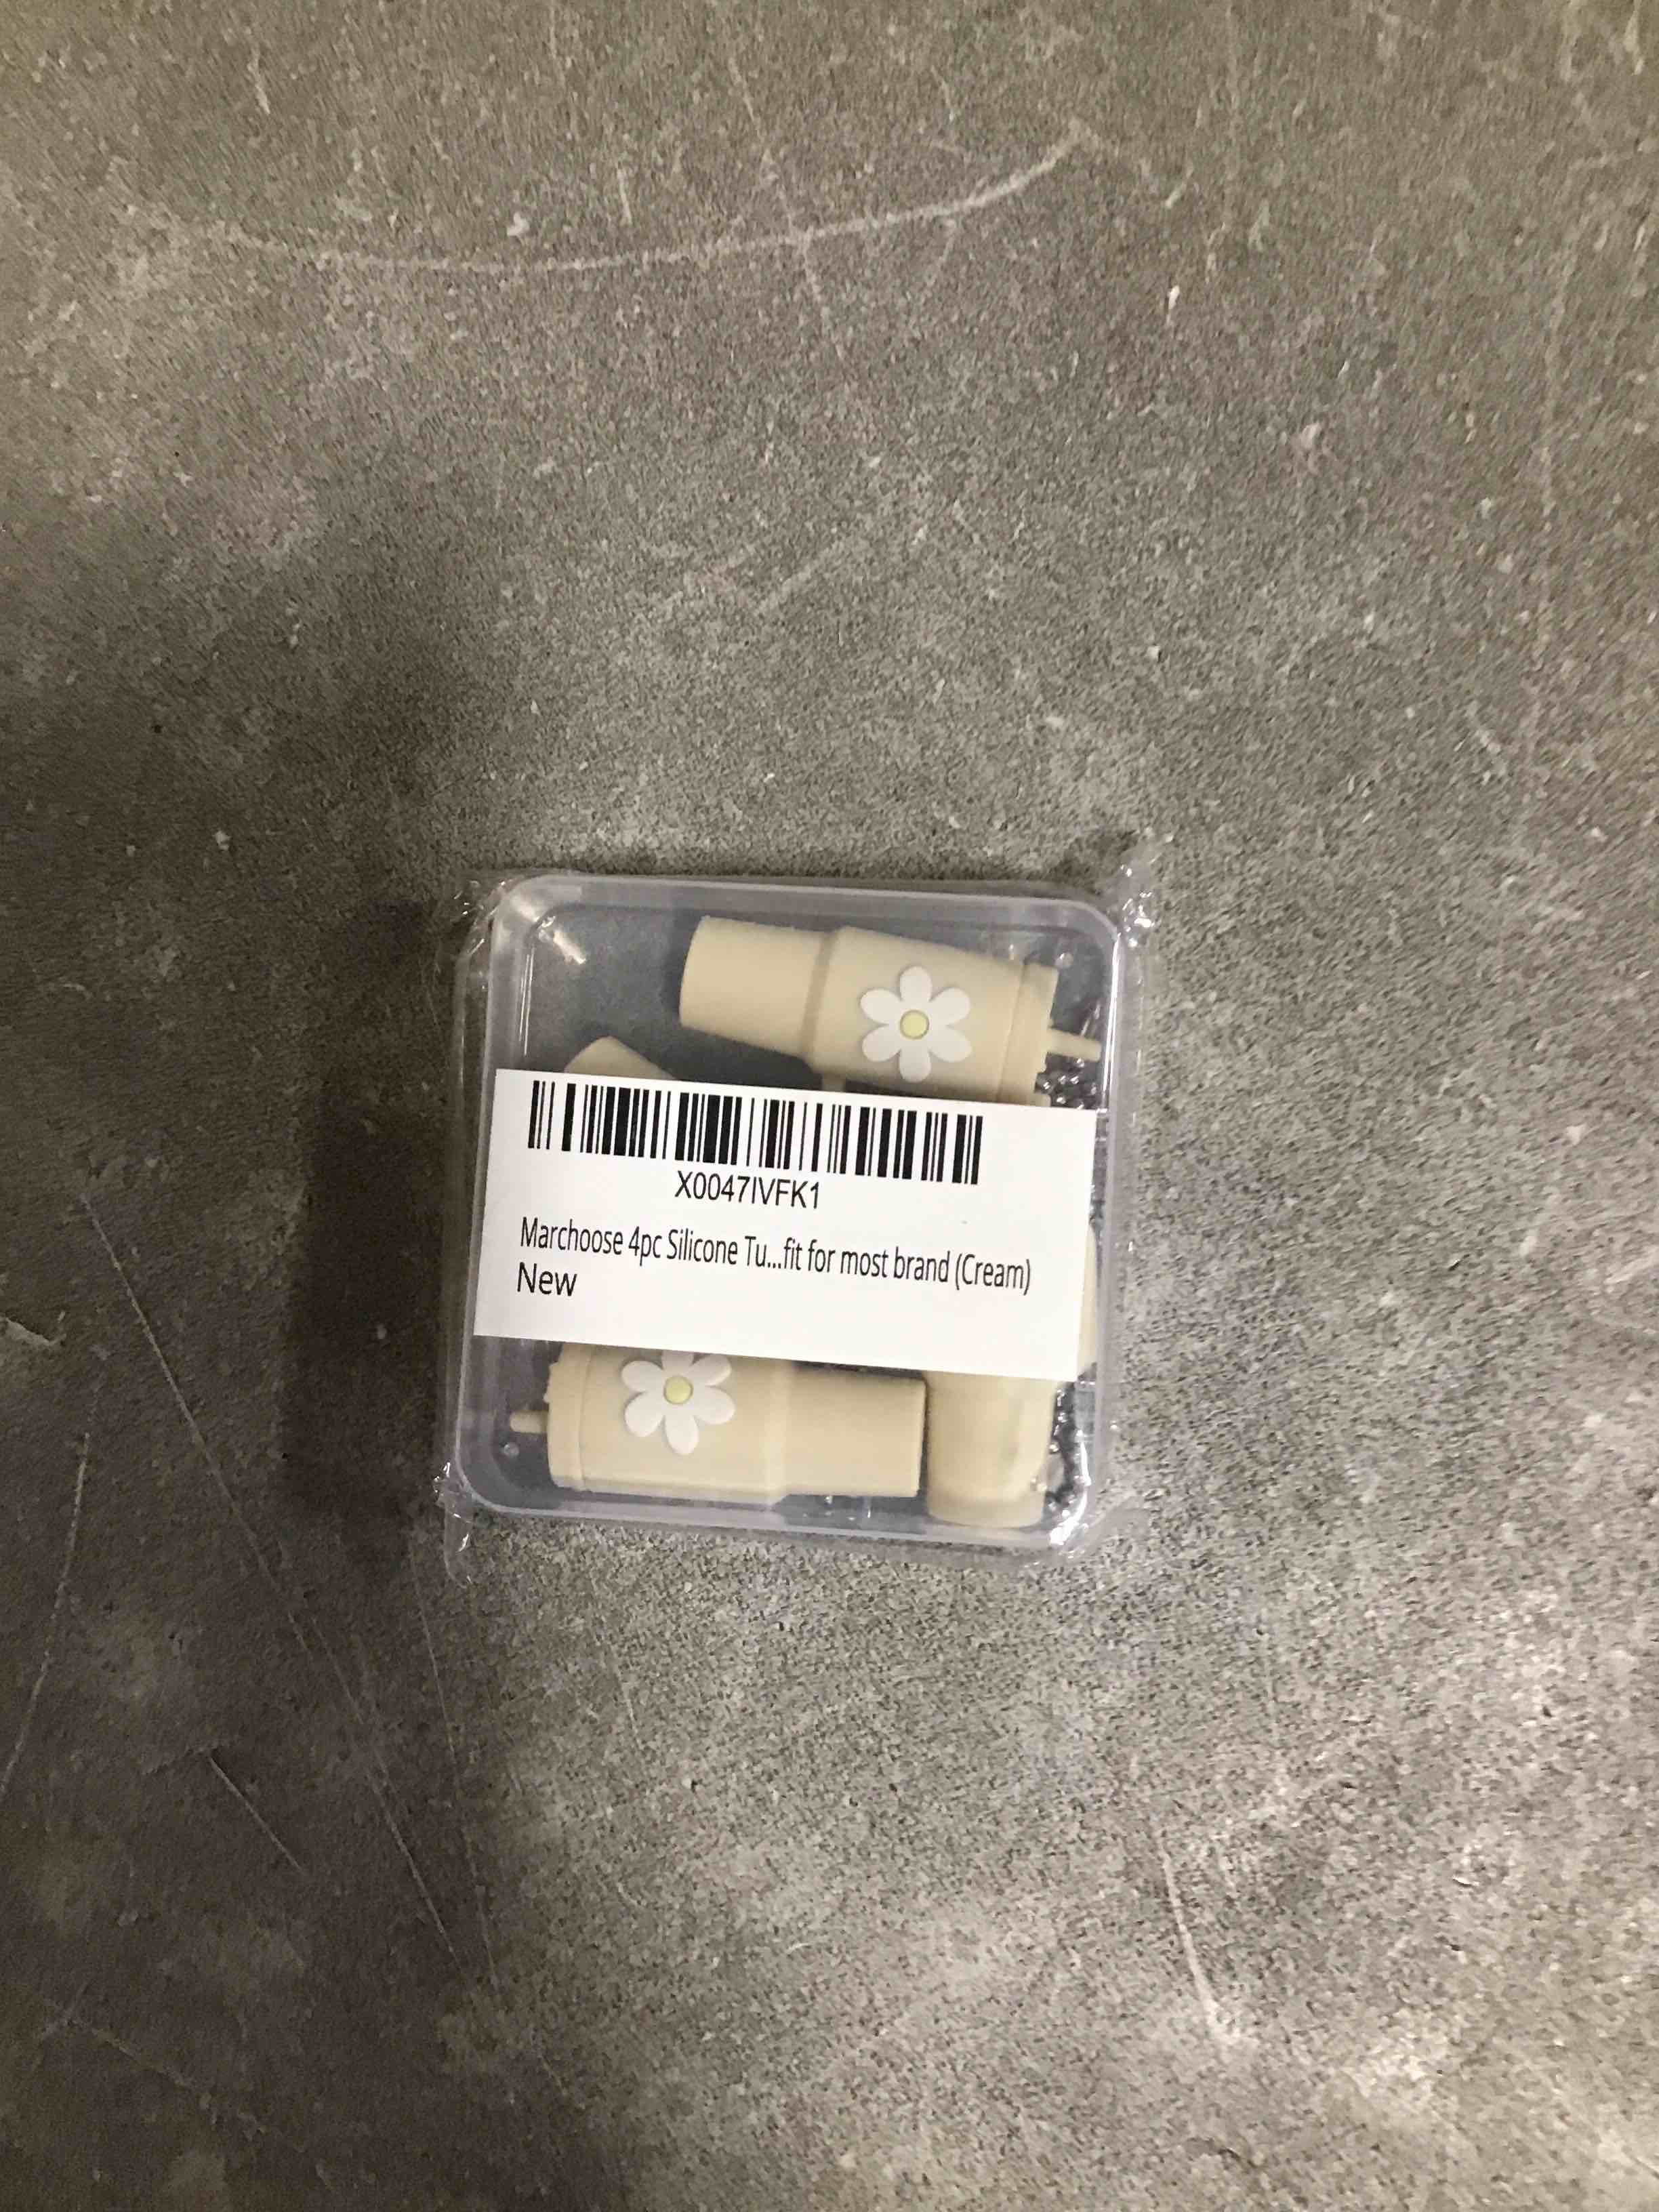 X0047IVFK1
Marchoose 4pc Silicone Tu...fit for most brand (Cream)
New